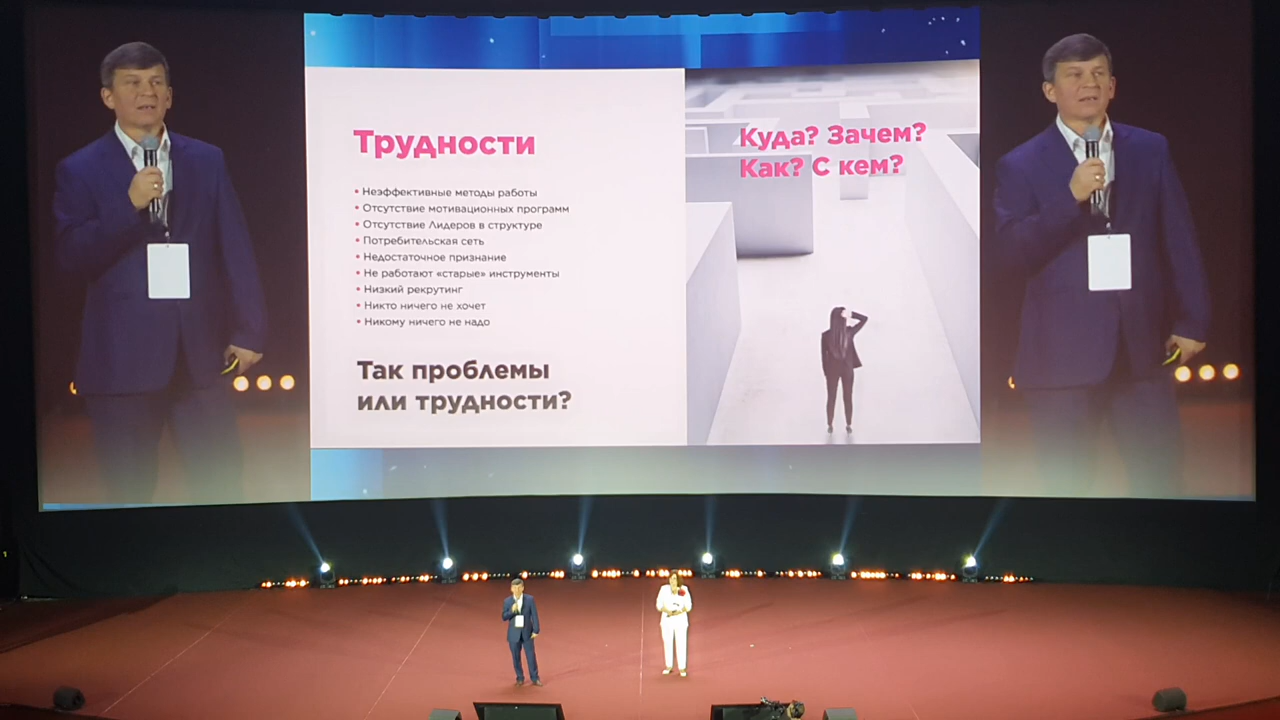 Трудности
• Неэффективные методы работы
• Отсутствие мотивационных программ
• Отсутствие Лидеров в структуре
• Потребительская сеть
• Недостаточное признание
• Не работают «старые» инструменты
• Низкий рекрутинг
• Никто ничего не хочет
• Никому ничего не надо
Так проблемы
или трудности?
Куда? Зачем?
Как? С кем?